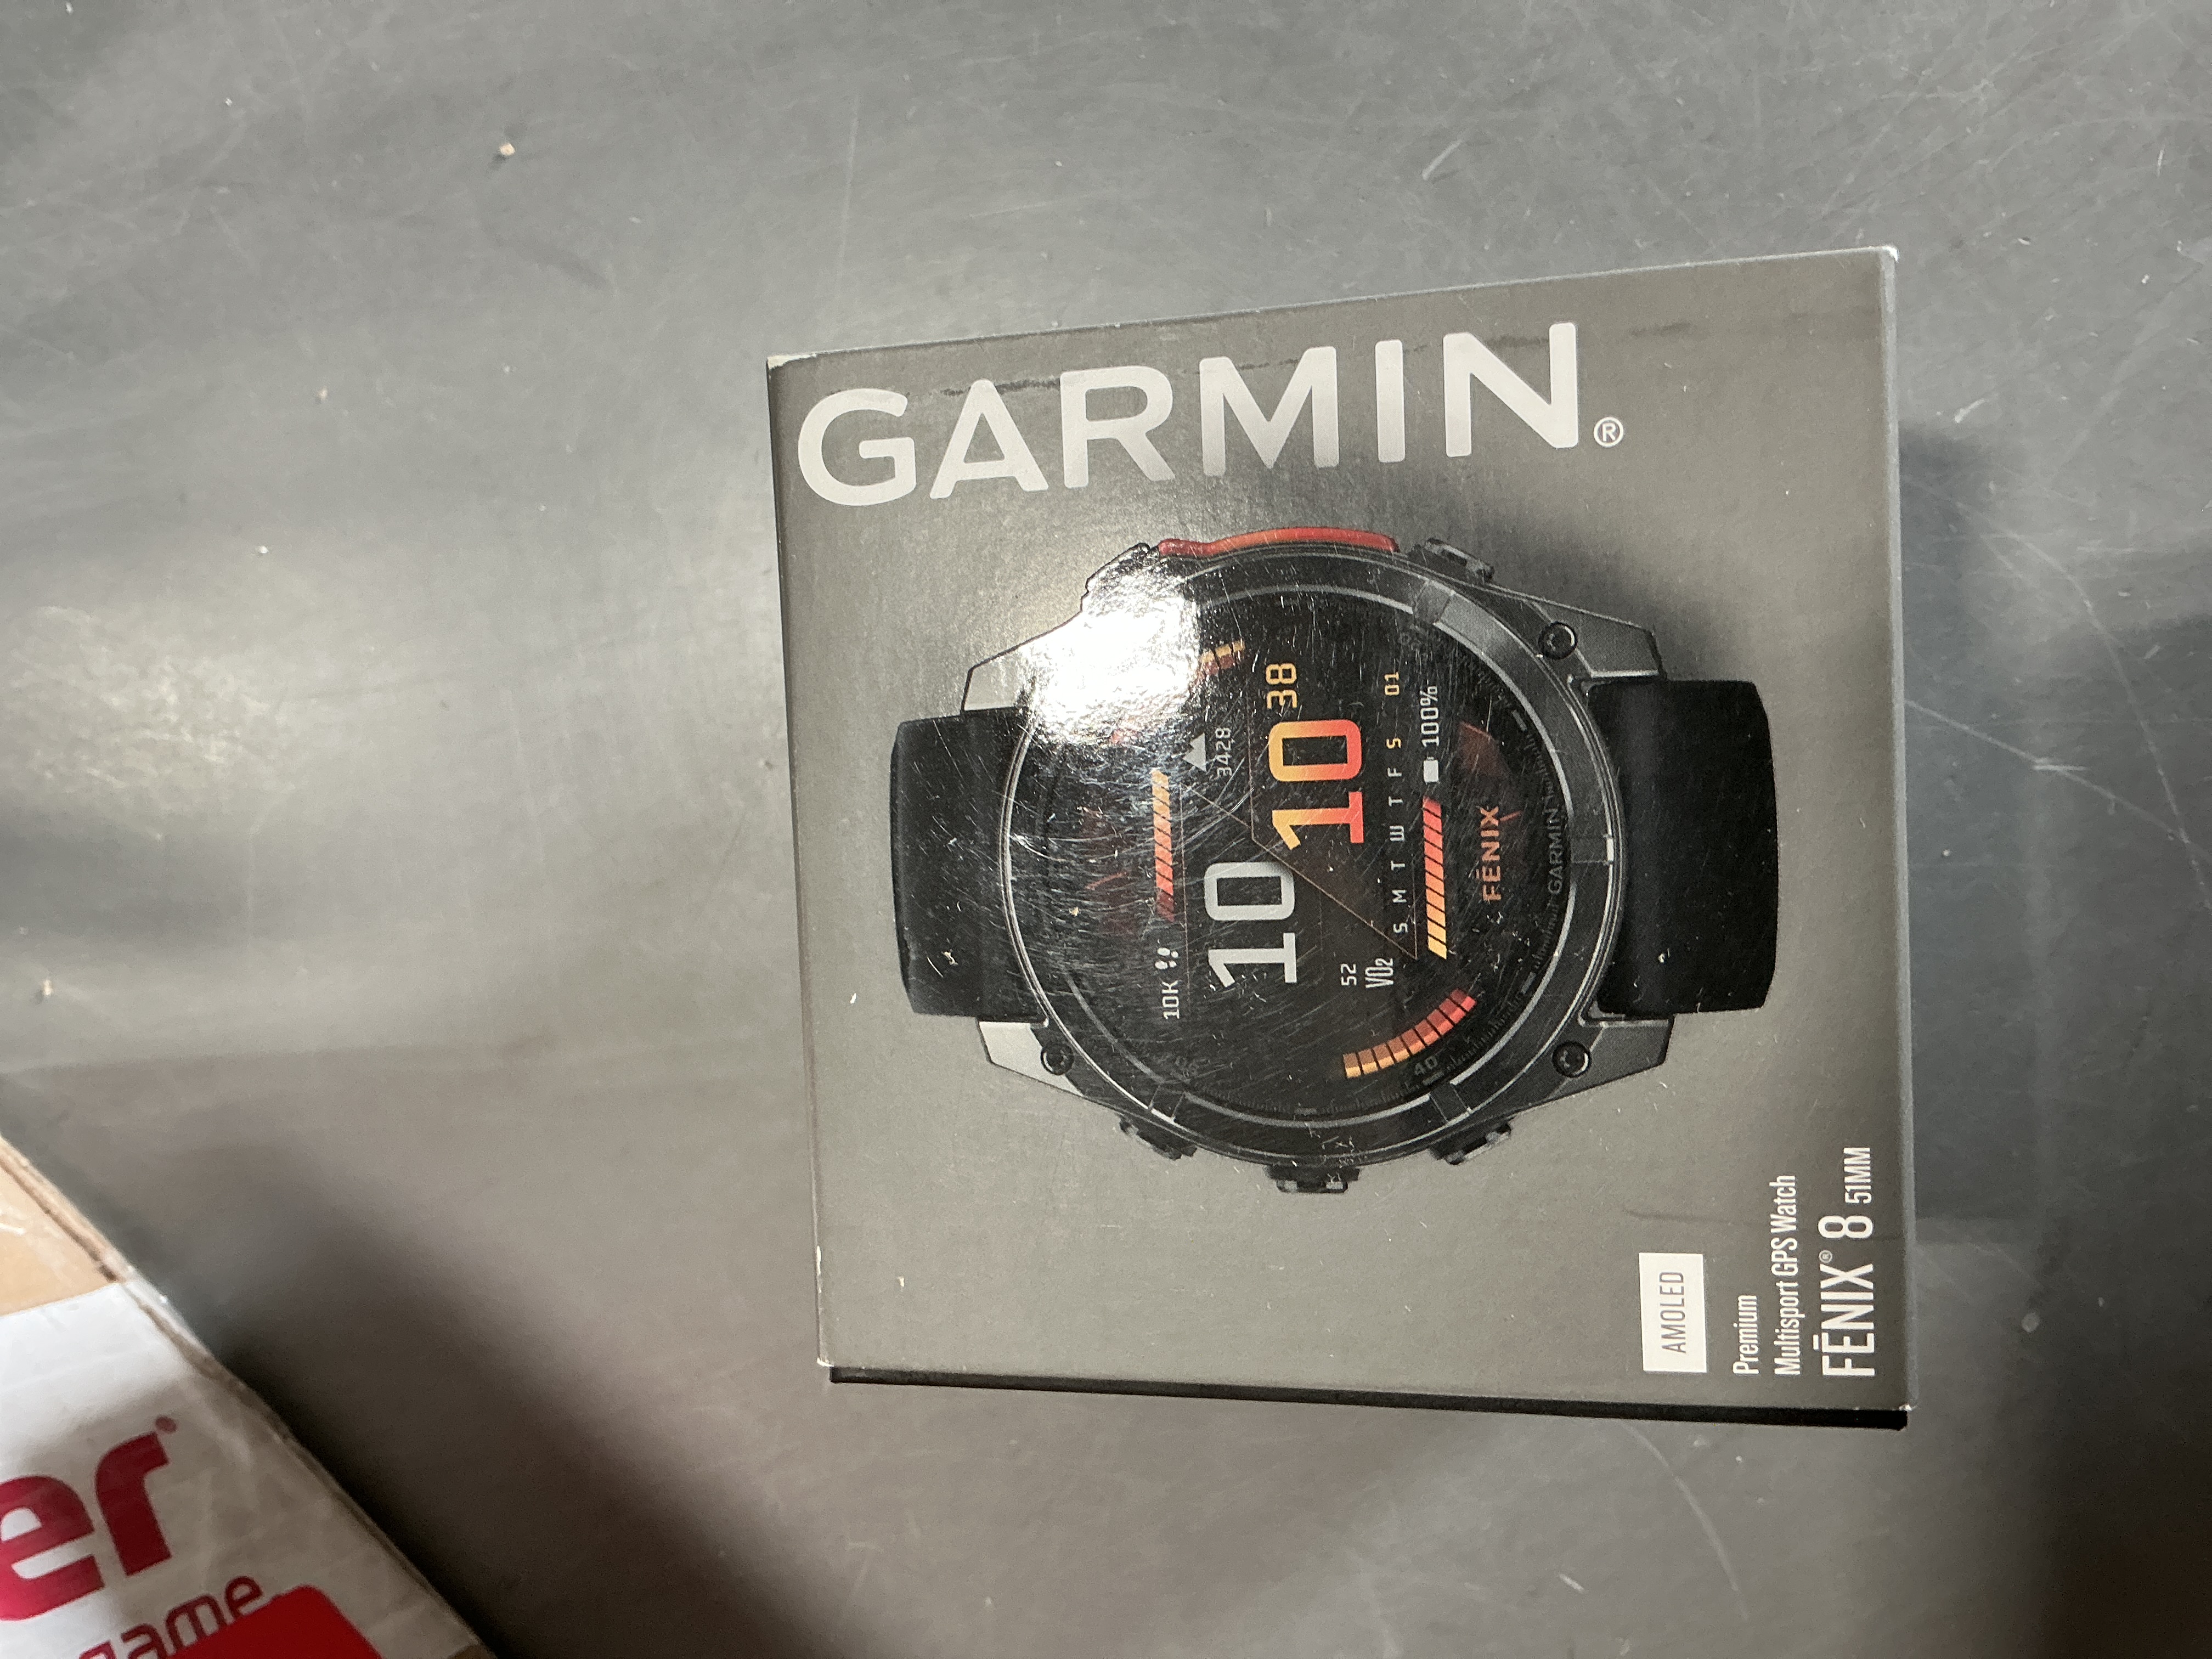 GARMIN®
10K
3428
10 10 38
52
VO2
S M T W T F S 01
100%
FĒNIX
GARMIN
40
AMOLED
Premium
Multisport GPS Watch
FĒNIX® 8 51MM
er®
game